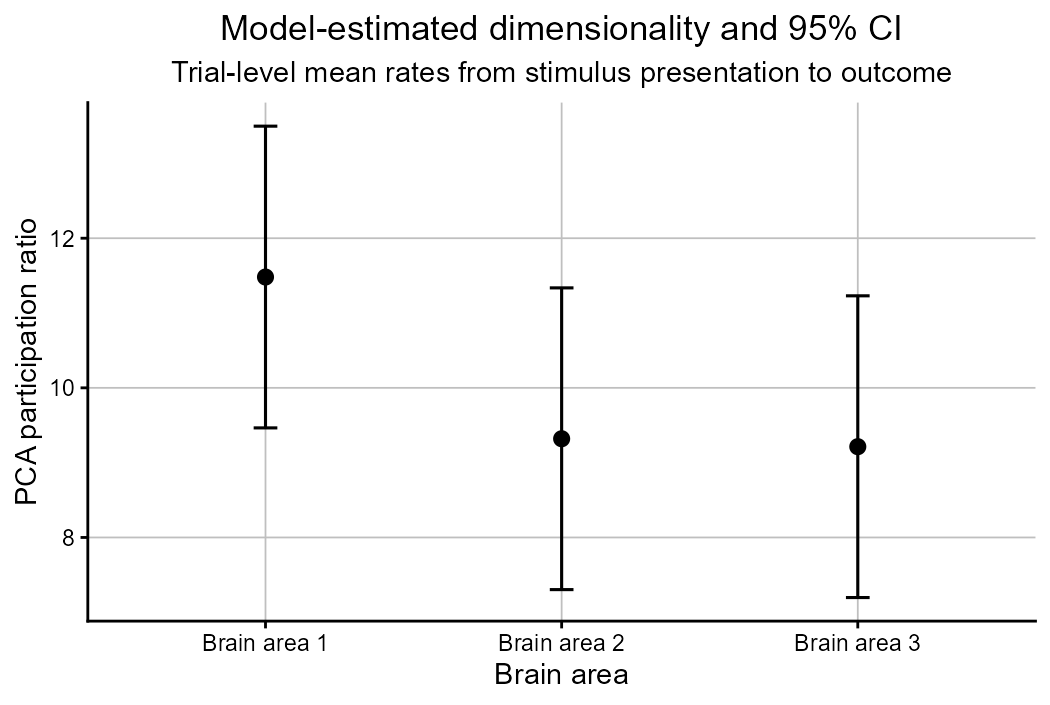 Model-estimated dimensionality and 95% CI
Trial-level mean rates from stimulus presentation to outcome
PCA participation ratio
12
10
8
Brain area 1
Brain area 2
Brain area 3
Brain area